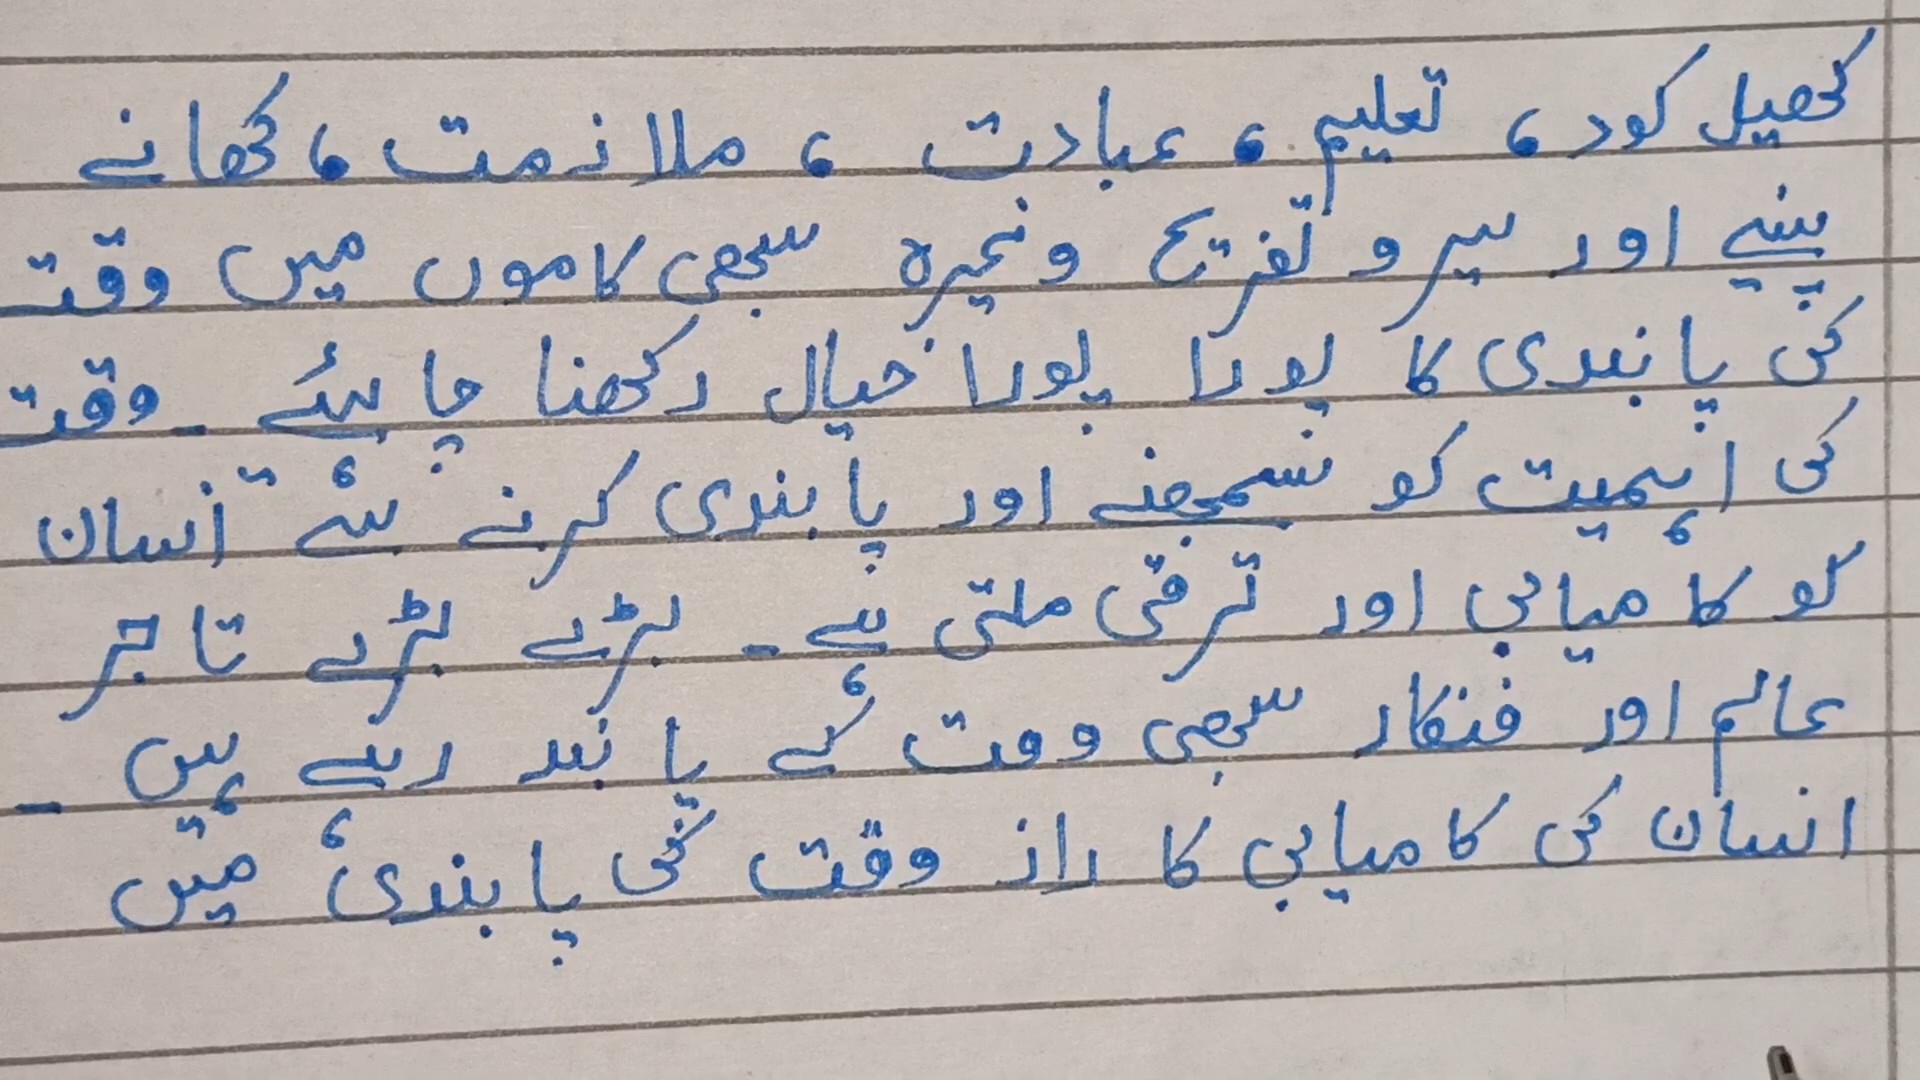 کھیل کود، تعلیم، عبادت، ملازمت، کھانے
پینے اور سیر و تفریح وغیرہ سبھی کاموں میں وقت
کی پابندی کا پورا پورا خیال رکھنا چاہئے ۔ وقت
کی اہمیت کو سمجھنے اور پابندی کرنے سے انسان
کو کامیابی اور ترقی ملتی ہے ۔ بڑے بڑے تاجر
عالم اور فنکار سبھی وقت کے پابند رہے ہیں ۔
انسان کی کامیابی کا راز وقت کی پابندی میں